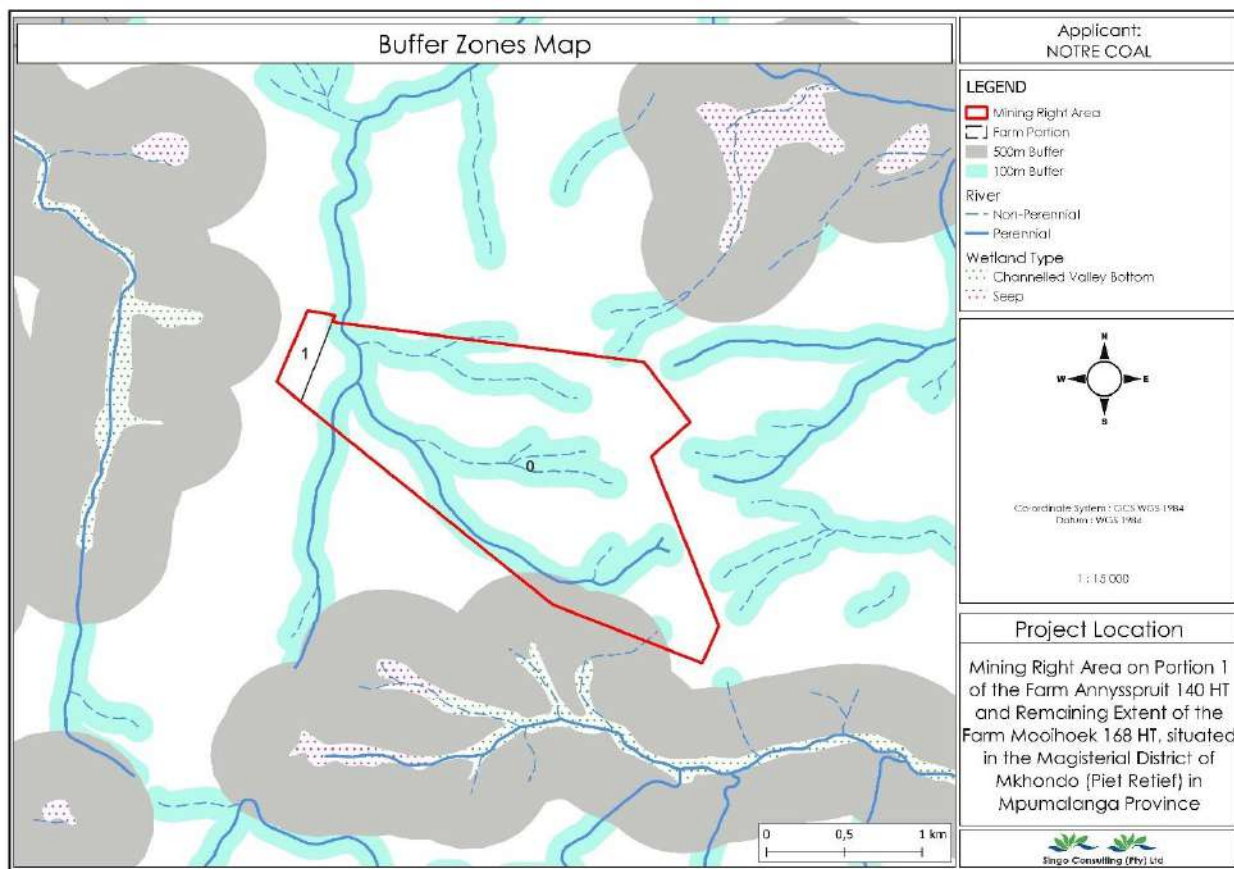 Buffer Zones Map
Applicant:
NOTRE COAL
LEGEND
Mining Right Area
Farm Portion
500m Buffer
100m Buffer
River
Non-Perennial
Perennial
Wetland Type
Channelled Valley Bottom
Seep
1
0
N
W
E
S
Co-ordinate System : GCS WGS 1984
Datum : WGS 1984
1 : 15 000
Project Location
Mining Right Area on Portion 1
of the Farm Annysspruit 140 HT
and Remaining Extent of the
Farm Mooihoek 168 HT, situated
in the Magisterial District of
Mkhondo (Piet Retief) in
Mpumalanga Province
0 0,5 1 km
Singo Consulting (Pty) Ltd